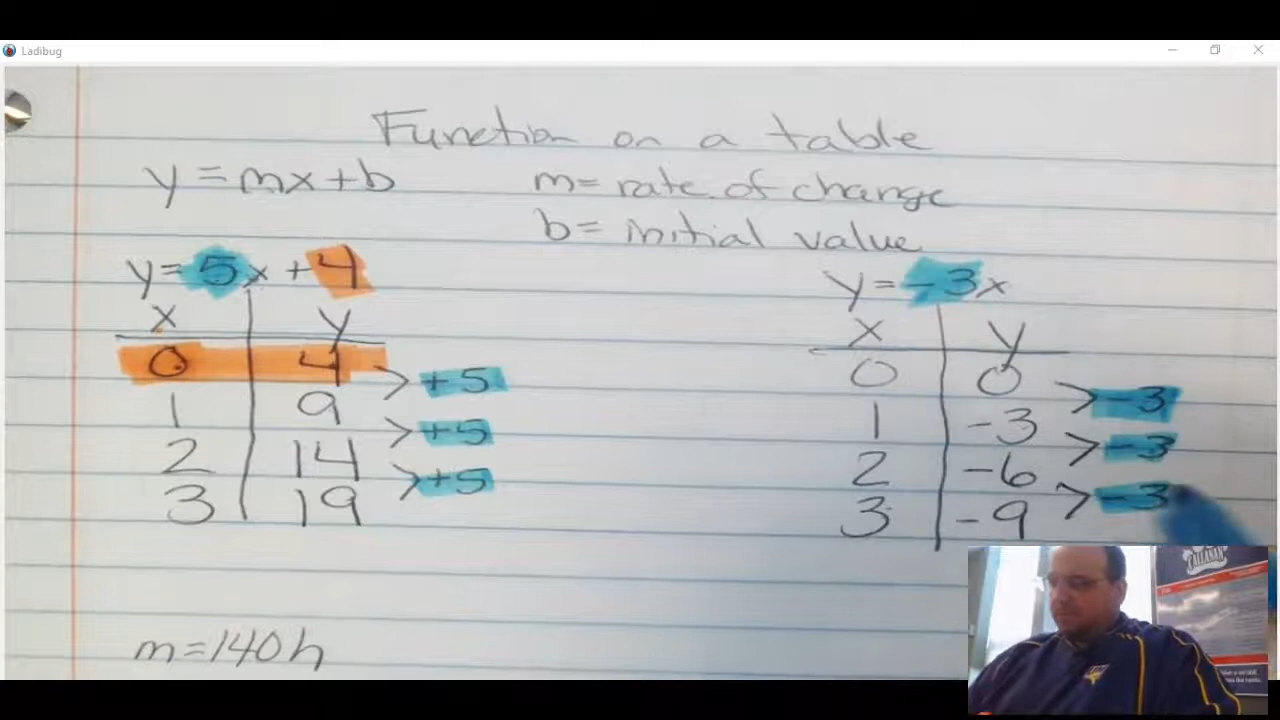 Ladibug
Function on a table
y = mx + b
m = rate of change
b = initial value
y = 5x + 4
x y
0 4
1 9
2 14
3 19
+5
+5
+5
y = -3x
x y
0 0
1 -3
2 -6
3 -9
-3
-3
-3
m = 140h